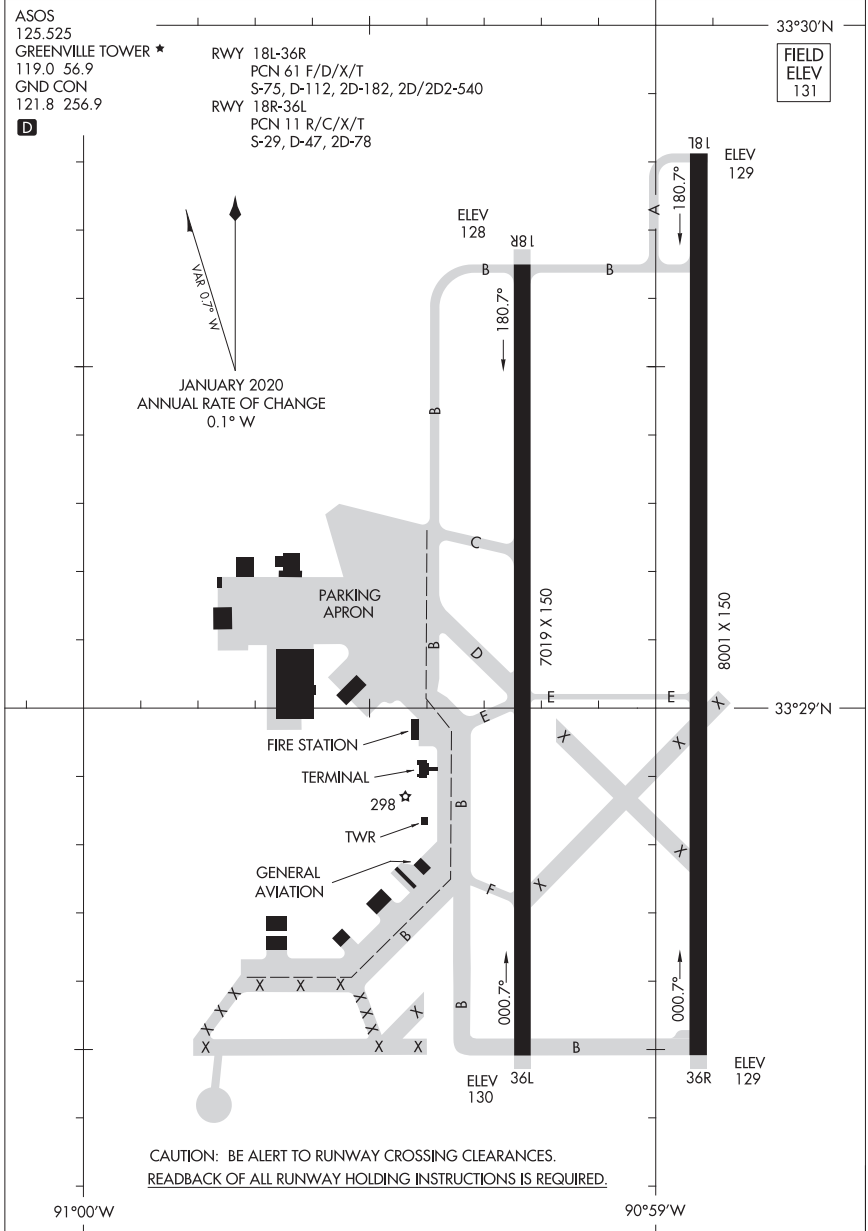 ASOS
125.525
GREENVILLE TOWER ★
119.0 56.9
GND CON
121.8 256.9
D
RWY 18L-36R
PCN 61 F/D/X/T
S-75, D-112, 2D-182, 2D/2D2-540
RWY 18R-36L
PCN 11 R/C/X/T
S-29, D-47, 2D-78
33°30'N
FIELD
ELEV
131
18L
ELEV
129
180.7°
A
ELEV
128
18R
B
B
180.7°
VAR 0.7° W
JANUARY 2020
ANNUAL RATE OF CHANGE
0.1° W
B
C
PARKING
APRON
7019 X 150
8001 X 150
B
D
E
E
E
X
33°29'N
X
X
FIRE STATION
TERMINAL
298
B
TWR
X
GENERAL
AVIATION
F
X
B
X
X
X
X
X
X
X
X
X
X
X
X
B
000.7°
000.7°
X
X
X
B
ELEV
130
36L
36R
ELEV
129
CAUTION: BE ALERT TO RUNWAY CROSSING CLEARANCES.
READBACK OF ALL RUNWAY HOLDING INSTRUCTIONS IS REQUIRED.
91°00'W
90°59'W